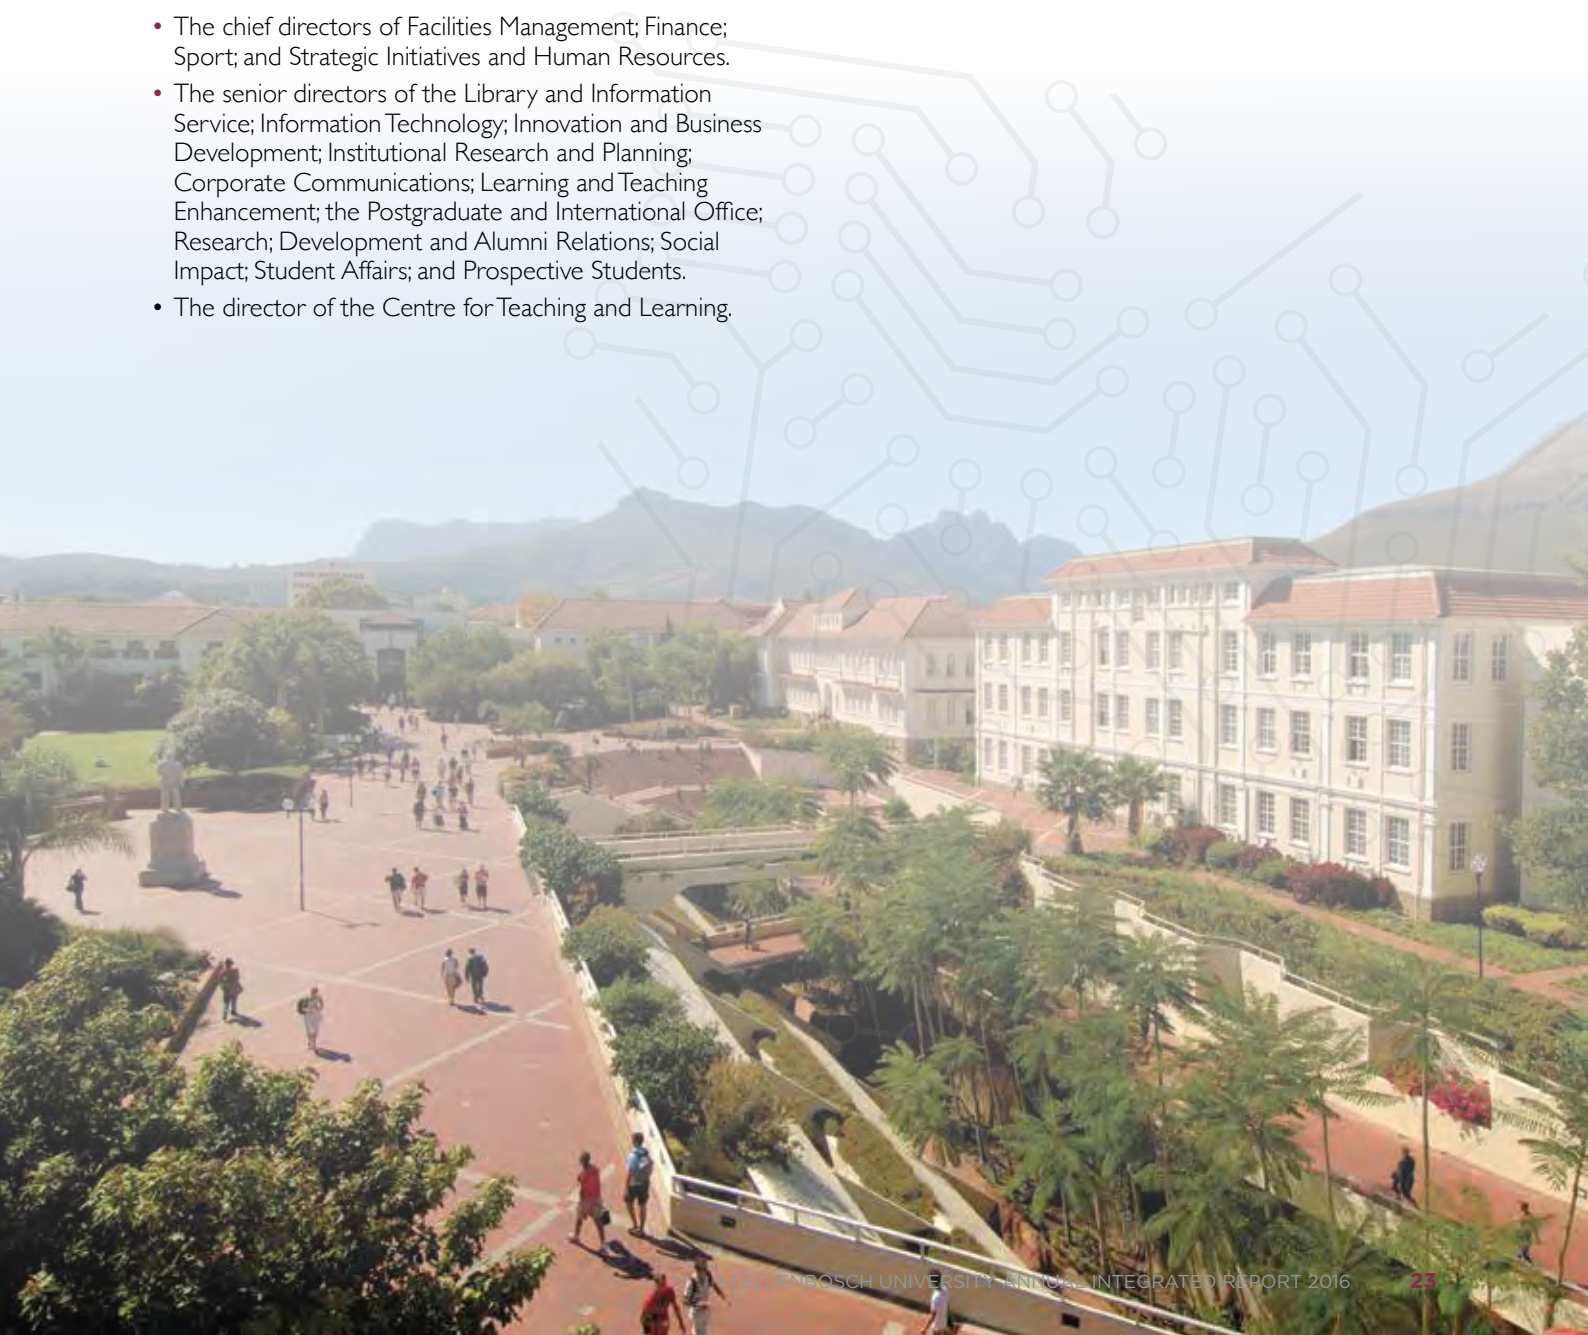 • The chief directors of Facilities Management; Finance;
Sport; and Strategic Initiatives and Human Resources.
• The senior directors of the Library and Information
Service; Information Technology; Innovation and Business
Development; Institutional Research and Planning;
Corporate Communications; Learning and Teaching
Enhancement; the Postgraduate and International Office;
Research; Development and Alumni Relations; Social
Impact; Student Affairs; and Prospective Students.
• The director of the Centre for Teaching and Learning.
STELLENBOSCH UNIVERSITY ANNUAL INTEGRATED REPORT 2016 23